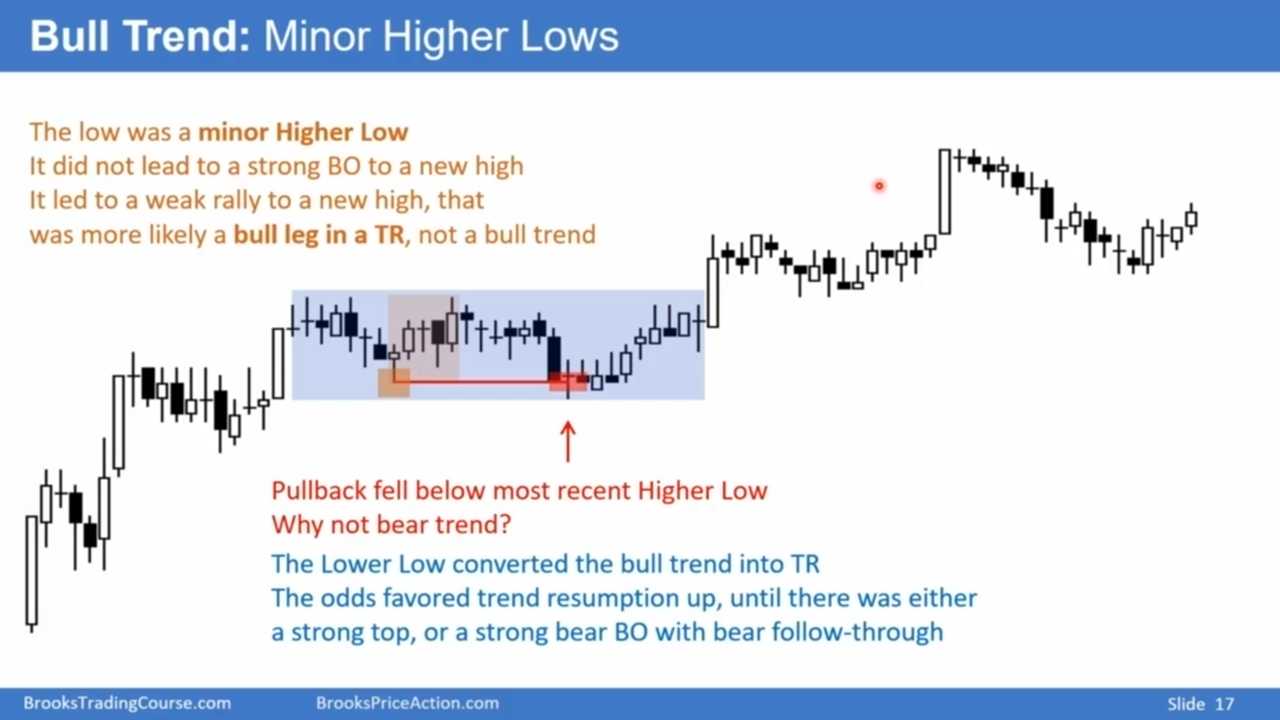 Bull Trend: Minor Higher Lows
The low was a minor Higher Low
It did not lead to a strong BO to a new high
It led to a weak rally to a new high, that
was more likely a bull leg in a TR, not a bull trend
Pullback fell below most recent Higher Low
Why not bear trend?
The Lower Low converted the bull trend into TR
The odds favored trend resumption up, until there was either
a strong top, or a strong bear BO with bear follow-through
BrooksTradingCourse.com
BrooksPriceAction.com
Slide 17